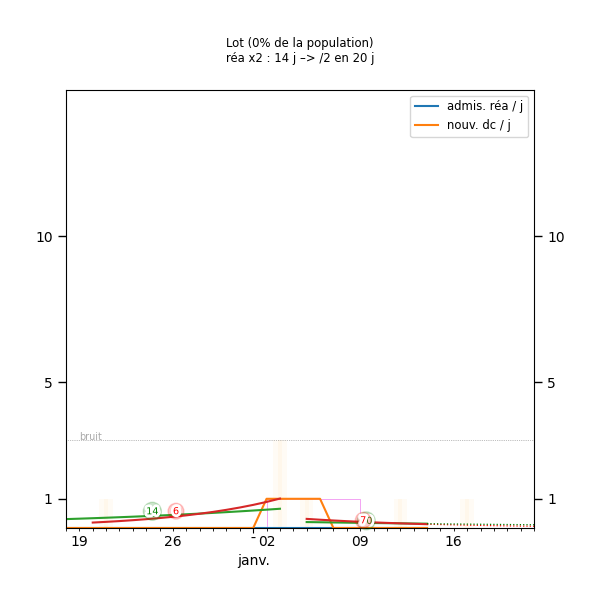 Lot (0% de la population)
réa x2 : 14 j –> /2 en 20 j
admis. réa / j
nouv. dc / j
10
10
5
5
bruit
1
1
14
6
19
26
02
09
16
janv.